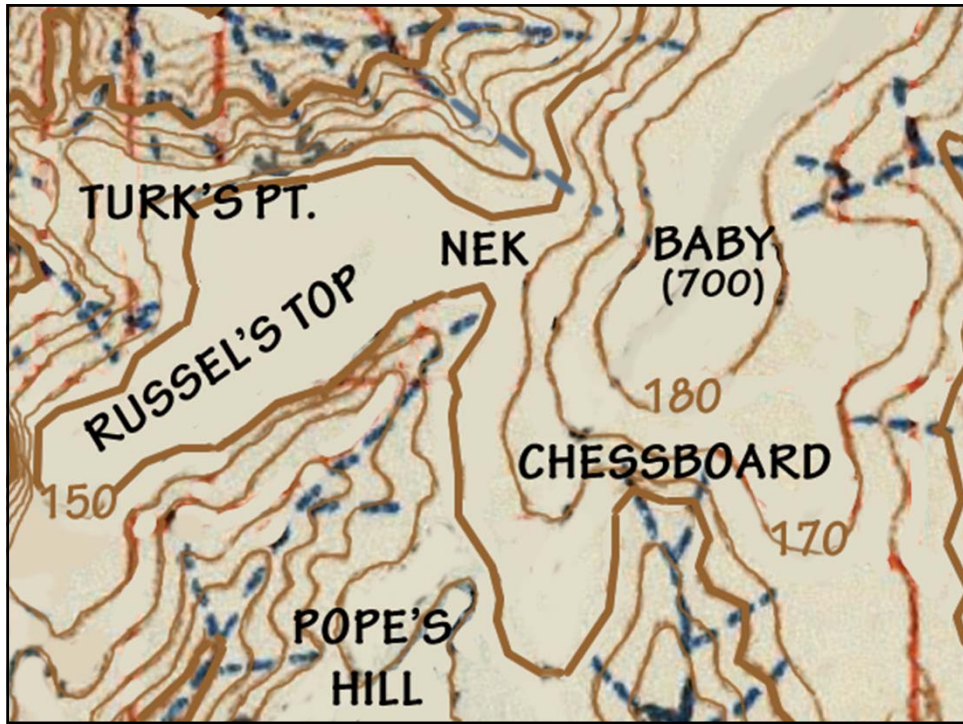 TURK'S PT.
NEK
BABY
(700)
RUSSEL'S TOP
180
CHESSBOARD
150
170
POPE'S
HILL